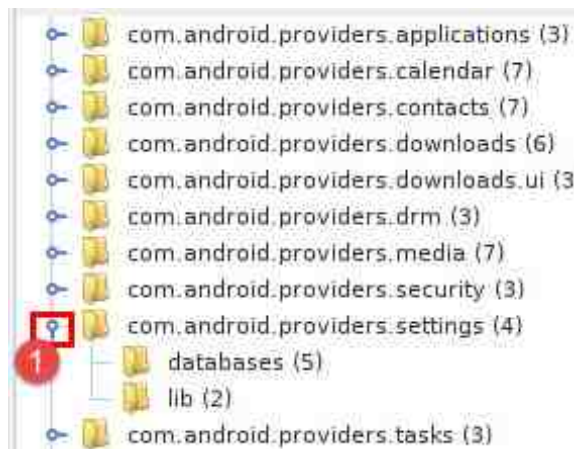 com.android.providers.applications (3)
com.android.providers.calendar (7)
com.android.providers.contacts (7)
com.android.providers.downloads (6)
com.android.providers.downloads.ui (3
com.android.providers.drm (3)
com.android.providers.media (7)
com.android.providers.security (3)
com.android.providers.settings (4)
1
databases (5)
lib (2)
com.android.providers.tasks (3)